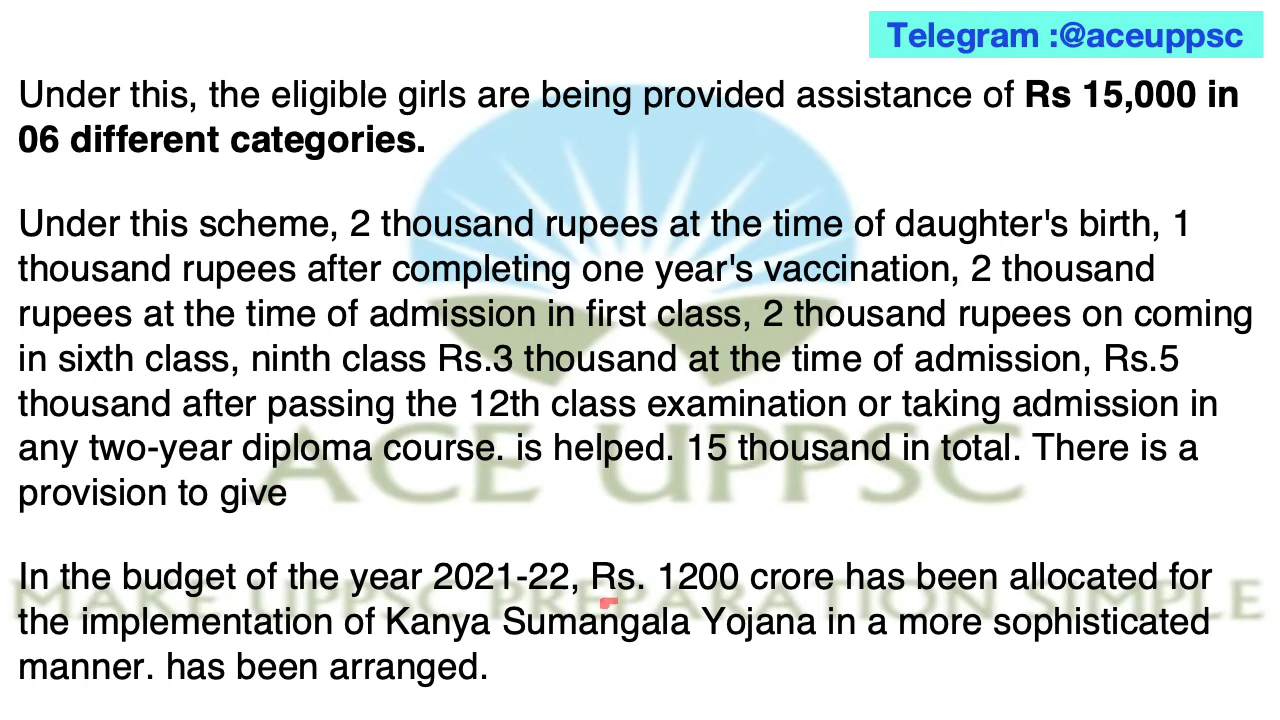 Telegram :@aceuppsc
Under this, the eligible girls are being provided assistance of Rs 15,000 in
06 different categories.
Under this scheme, 2 thousand rupees at the time of daughter's birth, 1
thousand rupees after completing one year's vaccination, 2 thousand
rupees at the time of admission in first class, 2 thousand rupees on coming
in sixth class, ninth class Rs.3 thousand at the time of admission, Rs.5
thousand after passing the 12th class examination or taking admission in
any two-year diploma course. is helped. 15 thousand in total. There is a
provision to give
ACE UPPSC
In the budget of the year 2021-22, Rs. 1200 crore has been allocated for
MAKE UPPSC PREPARATION SIMPLE
the implementation of Kanya Sumangala Yojana in a more sophisticated
manner. has been arranged.